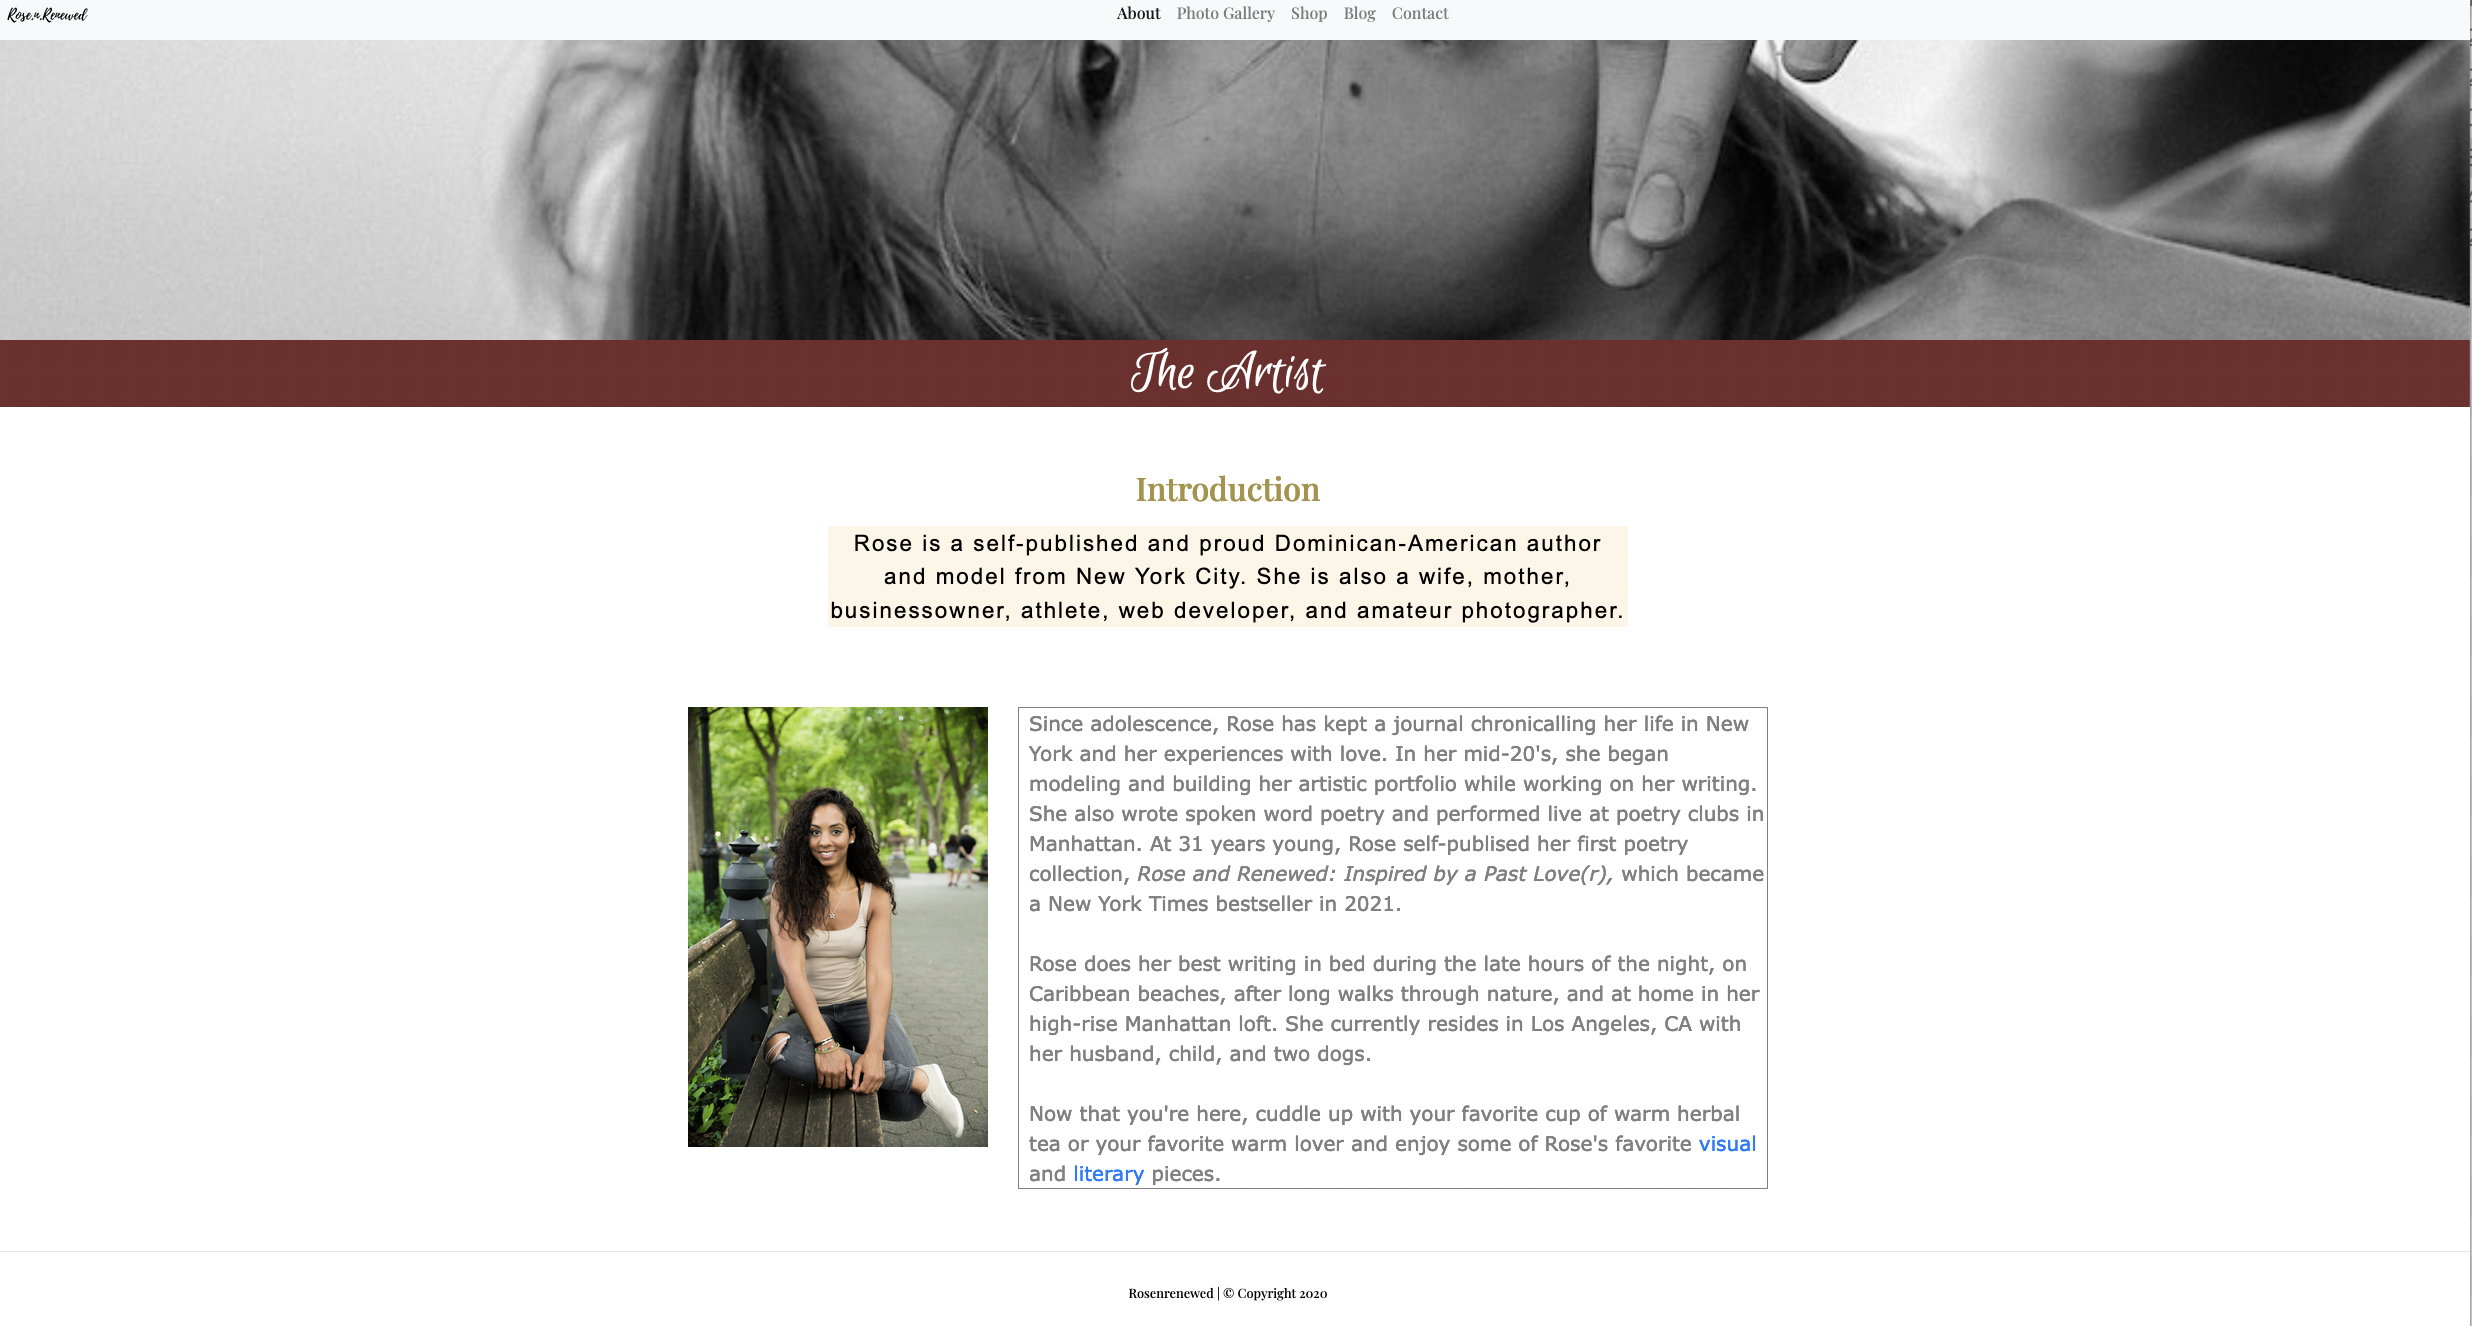 Rose.n.Renewed
About Photo Gallery Shop Blog Contact
The Artist
Introduction
Rose is a self-published and proud Dominican-American author
and model from New York City. She is also a wife, mother,
businessowner, athlete, web developer, and amateur photographer.
Since adolescence, Rose has kept a journal chronicalling her life in New
York and her experiences with love. In her mid-20's, she began
modeling and building her artistic portfolio while working on her writing.
She also wrote spoken word poetry and performed live at poetry clubs in
Manhattan. At 31 years young, Rose self-publised her first poetry
collection, Rose and Renewed: Inspired by a Past Love(r), which became
a New York Times bestseller in 2021.
Rose does her best writing in bed during the late hours of the night, on
Caribbean beaches, after long walks through nature, and at home in her
high-rise Manhattan loft. She currently resides in Los Angeles, CA with
her husband, child, and two dogs.
Now that you're here, cuddle up with your favorite cup of warm herbal
tea or your favorite warm lover and enjoy some of Rose's favorite visual
and literary pieces.
Rosenrenewed | © Copyright 2020